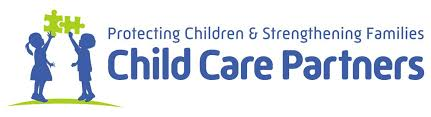 Protecting Children & Strengthening Families
Child Care Partners